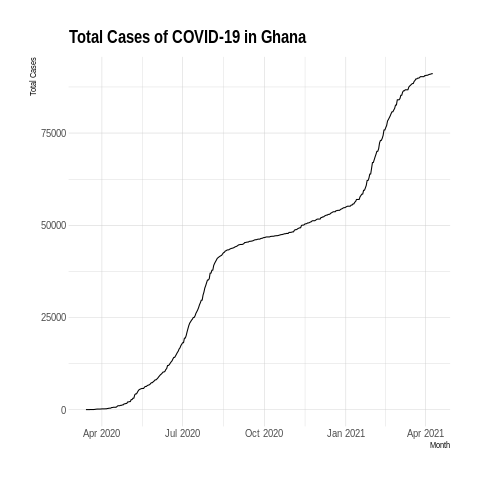 Total Cases of COVID-19 in Ghana
Total Cases
75000
50000
25000
0
Apr 2020 Jul 2020 Oct 2020 Jan 2021 Apr 2021
Month